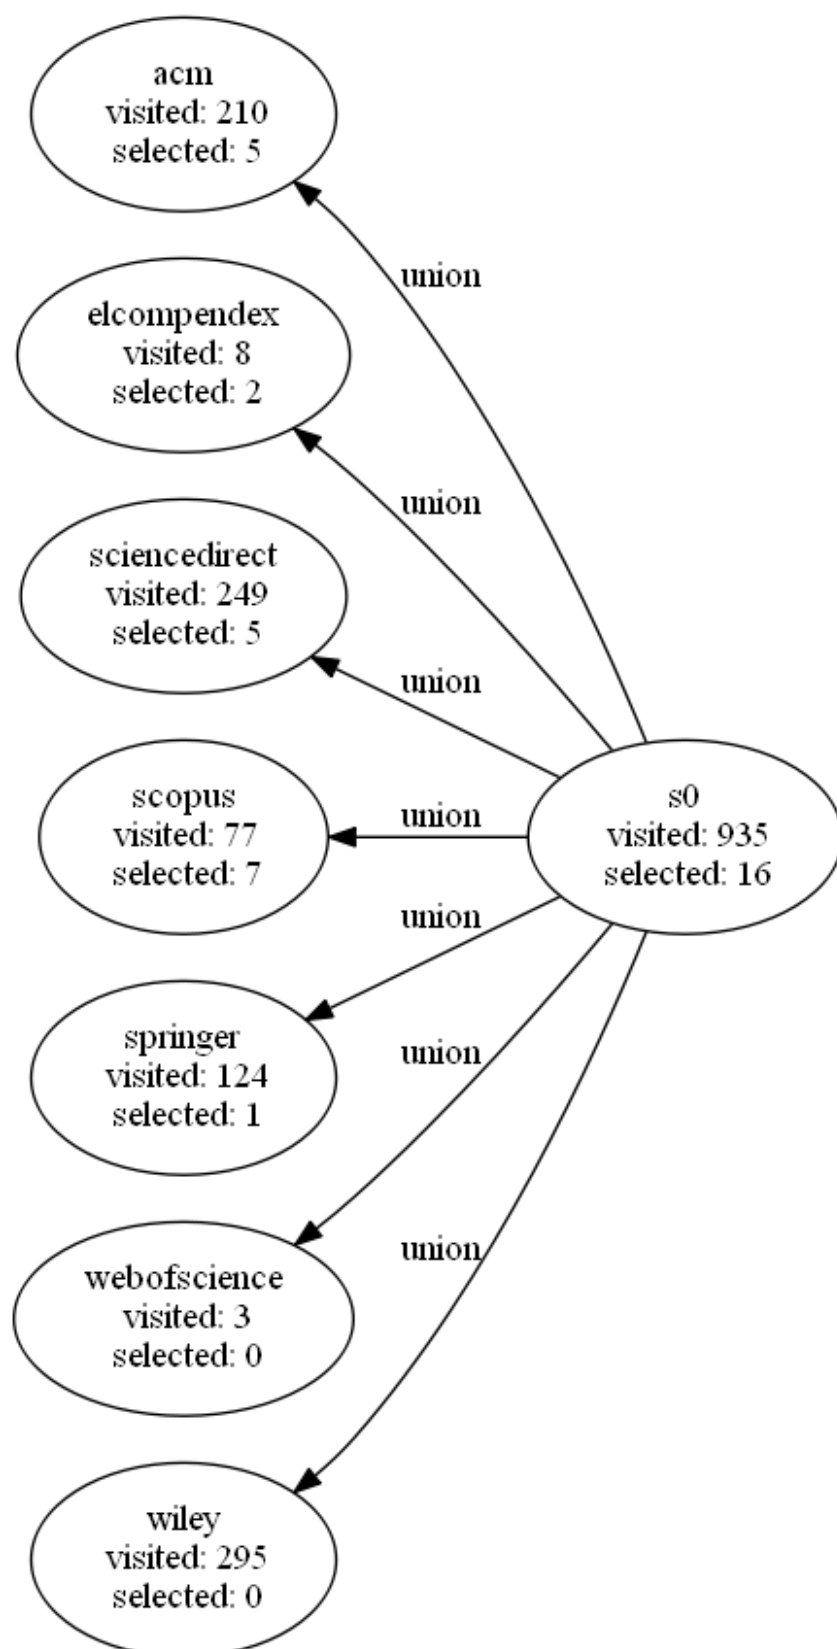 acm
visited: 210
selected: 5
union
elcompendex
visited: 8
selected: 2
union
sciencedirect
visited: 249
selected: 5
union
scopus
visited: 77
selected: 7
union
s0
visited: 935
selected: 16
union
springer
visited: 124
selected: 1
union
webofscience
visited: 3
selected: 0
union
wiley
visited: 295
selected: 0